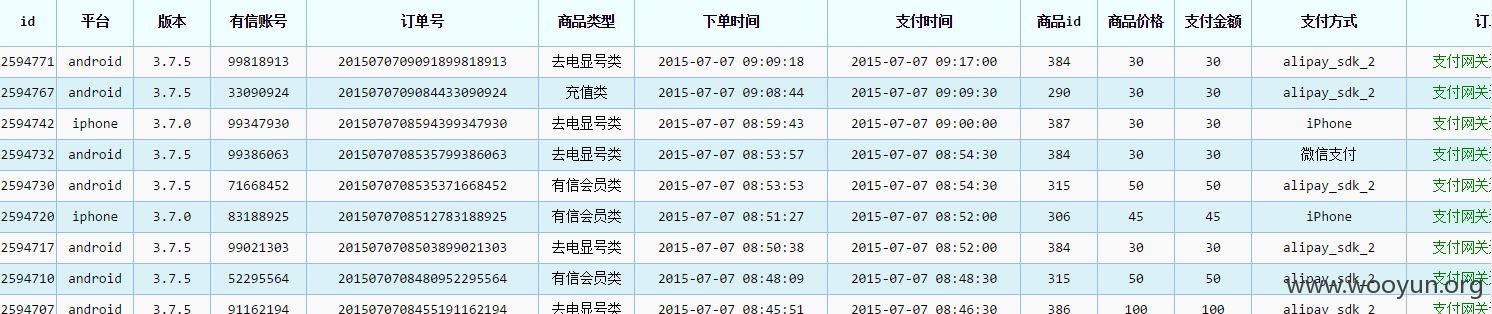 id 平台 版本 有信账号 订单号 商品类型 下单时间 支付时间 商品id 商品价格 支付金额 支付方式 订
2594771 android 3.7.5 99818913 2015070709091899818913 去电显号类 2015-07-07 09:09:18 2015-07-07 09:17:00 384 30 30 alipay_sdk_2 支付网关
2594767 android 3.7.5 33090924 2015070709084433090924 充值类 2015-07-07 09:08:44 2015-07-07 09:09:30 290 30 30 alipay_sdk_2 支付网关
2594742 iphone 3.7.0 99347930 2015070708594399347930 去电显号类 2015-07-07 08:59:43 2015-07-07 09:00:00 387 30 30 iPhone 支付网关
2594732 android 3.7.5 99386063 2015070708535799386063 去电显号类 2015-07-07 08:53:57 2015-07-07 08:54:30 384 30 30 微信支付 支付网关
2594730 android 3.7.5 71668452 2015070708535371668452 有信会员类 2015-07-07 08:53:53 2015-07-07 08:54:30 315 50 50 alipay_sdk_2 支付网关
2594720 iphone 3.7.0 83188925 2015070708512783188925 有信会员类 2015-07-07 08:51:27 2015-07-07 08:52:00 306 45 45 iPhone 支付网关
2594717 android 3.7.5 99021303 2015070708503899021303 去电显号类 2015-07-07 08:50:38 2015-07-07 08:52:00 384 30 30 alipay_sdk_2 支付网关
2594710 android 3.7.5 52295564 2015070708480952295564 有信会员类 2015-07-07 08:48:09 2015-07-07 08:48:30 315 50 50 alipay_sdk_2 支付网关
www.wooyun.org
2594707 android 3.7.5 91162194 2015070708455191162194 去电显号类 2015-07-07 08:45:51 2015-07-07 08:46:30 386 100 100 alipay_sdk_2 支付网关